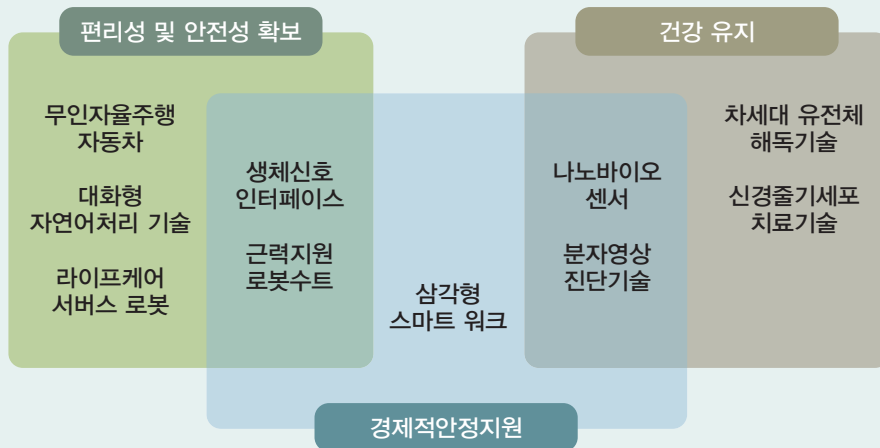 편리성 및 안전성 확보
건강 유지
무인자율주행
자동차
대화형
자연어처리 기술
라이프케어
서버스 로봇
생체신호
인터페이스
근력지원
로봇수트
삼각형
스마트 워크
나노바이오
센서
분자영상
진단기술
차세대 유전체
해독기술
신경줄기세포
치료기술
경제적안정지원